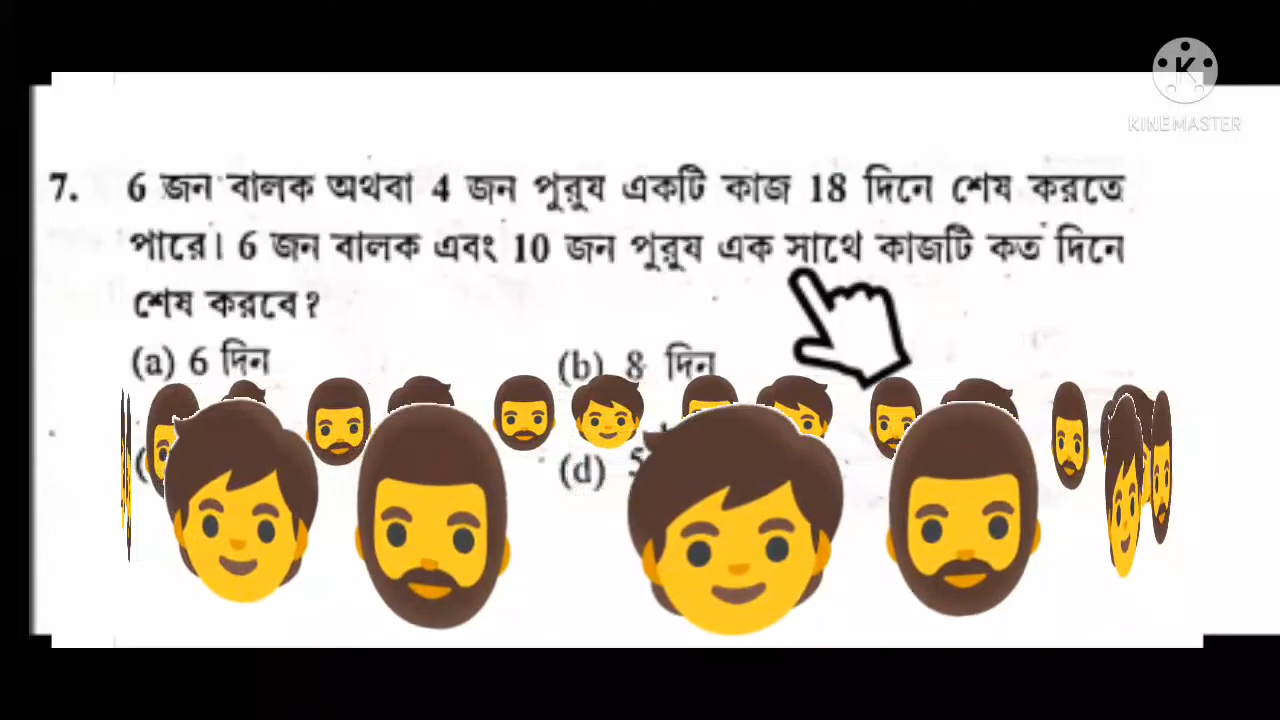 KINEMASTER
7. 6 জন বালক অথবা 4 জন পুরুষ একটি কাজ 18 দিনে শেষ করতে
পারে। 6 জন বালক এবং 10 জন পুরুষ এক সাথে কাজটি কত দিনে
শেষ করবে?
(a) 6 দিন (b) 8 দিন
(d)